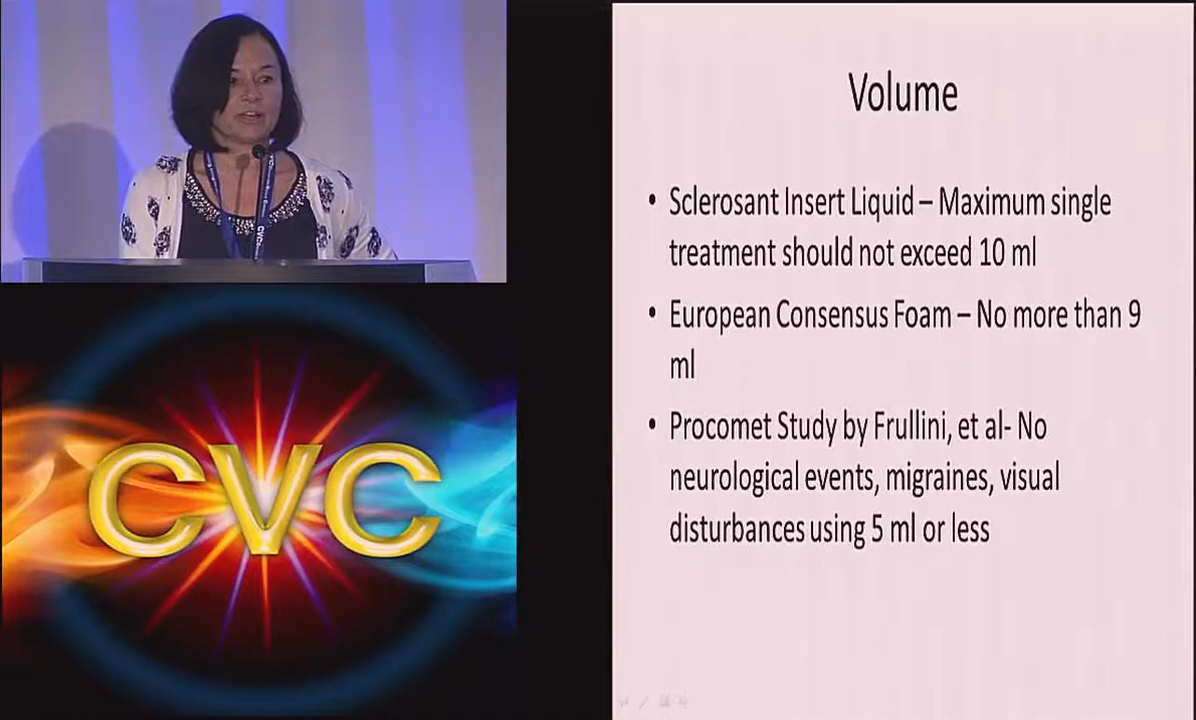 Volume
• Sclerosant Insert Liquid – Maximum single
treatment should not exceed 10 ml
• European Consensus Foam – No more than 9
ml
• Procomet Study by Frullini, et al- No
neurological events, migraines, visual
disturbances using 5 ml or less
CVC
CVC